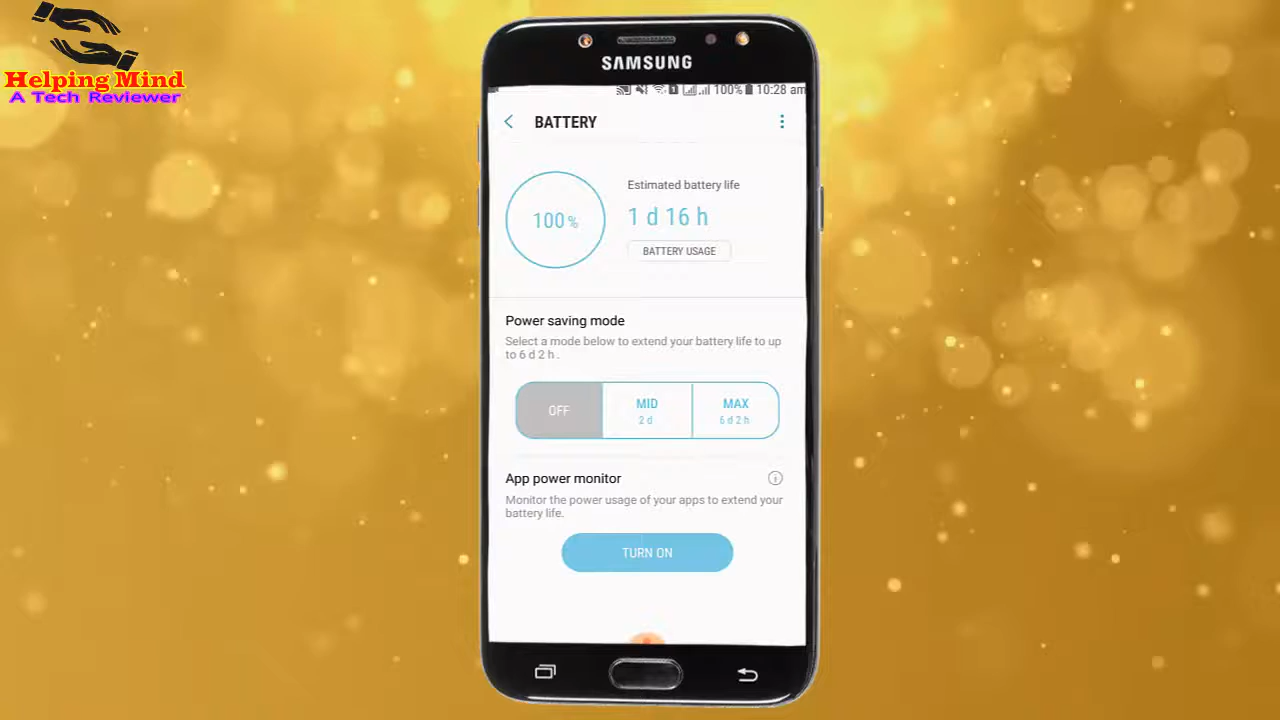 Helping Mind
A Tech Reviewer
SAMSUNG
100% 10:28 am
BATTERY
Estimated battery life
100%
1 d 16 h
BATTERY USAGE
Power saving mode
Select a mode below to extend your battery life to up
to 6 d 2 h .
OFF
MID
2 d
MAX
6 d 2 h
App power monitor
Monitor the power usage of your apps to extend your
battery life.
TURN ON